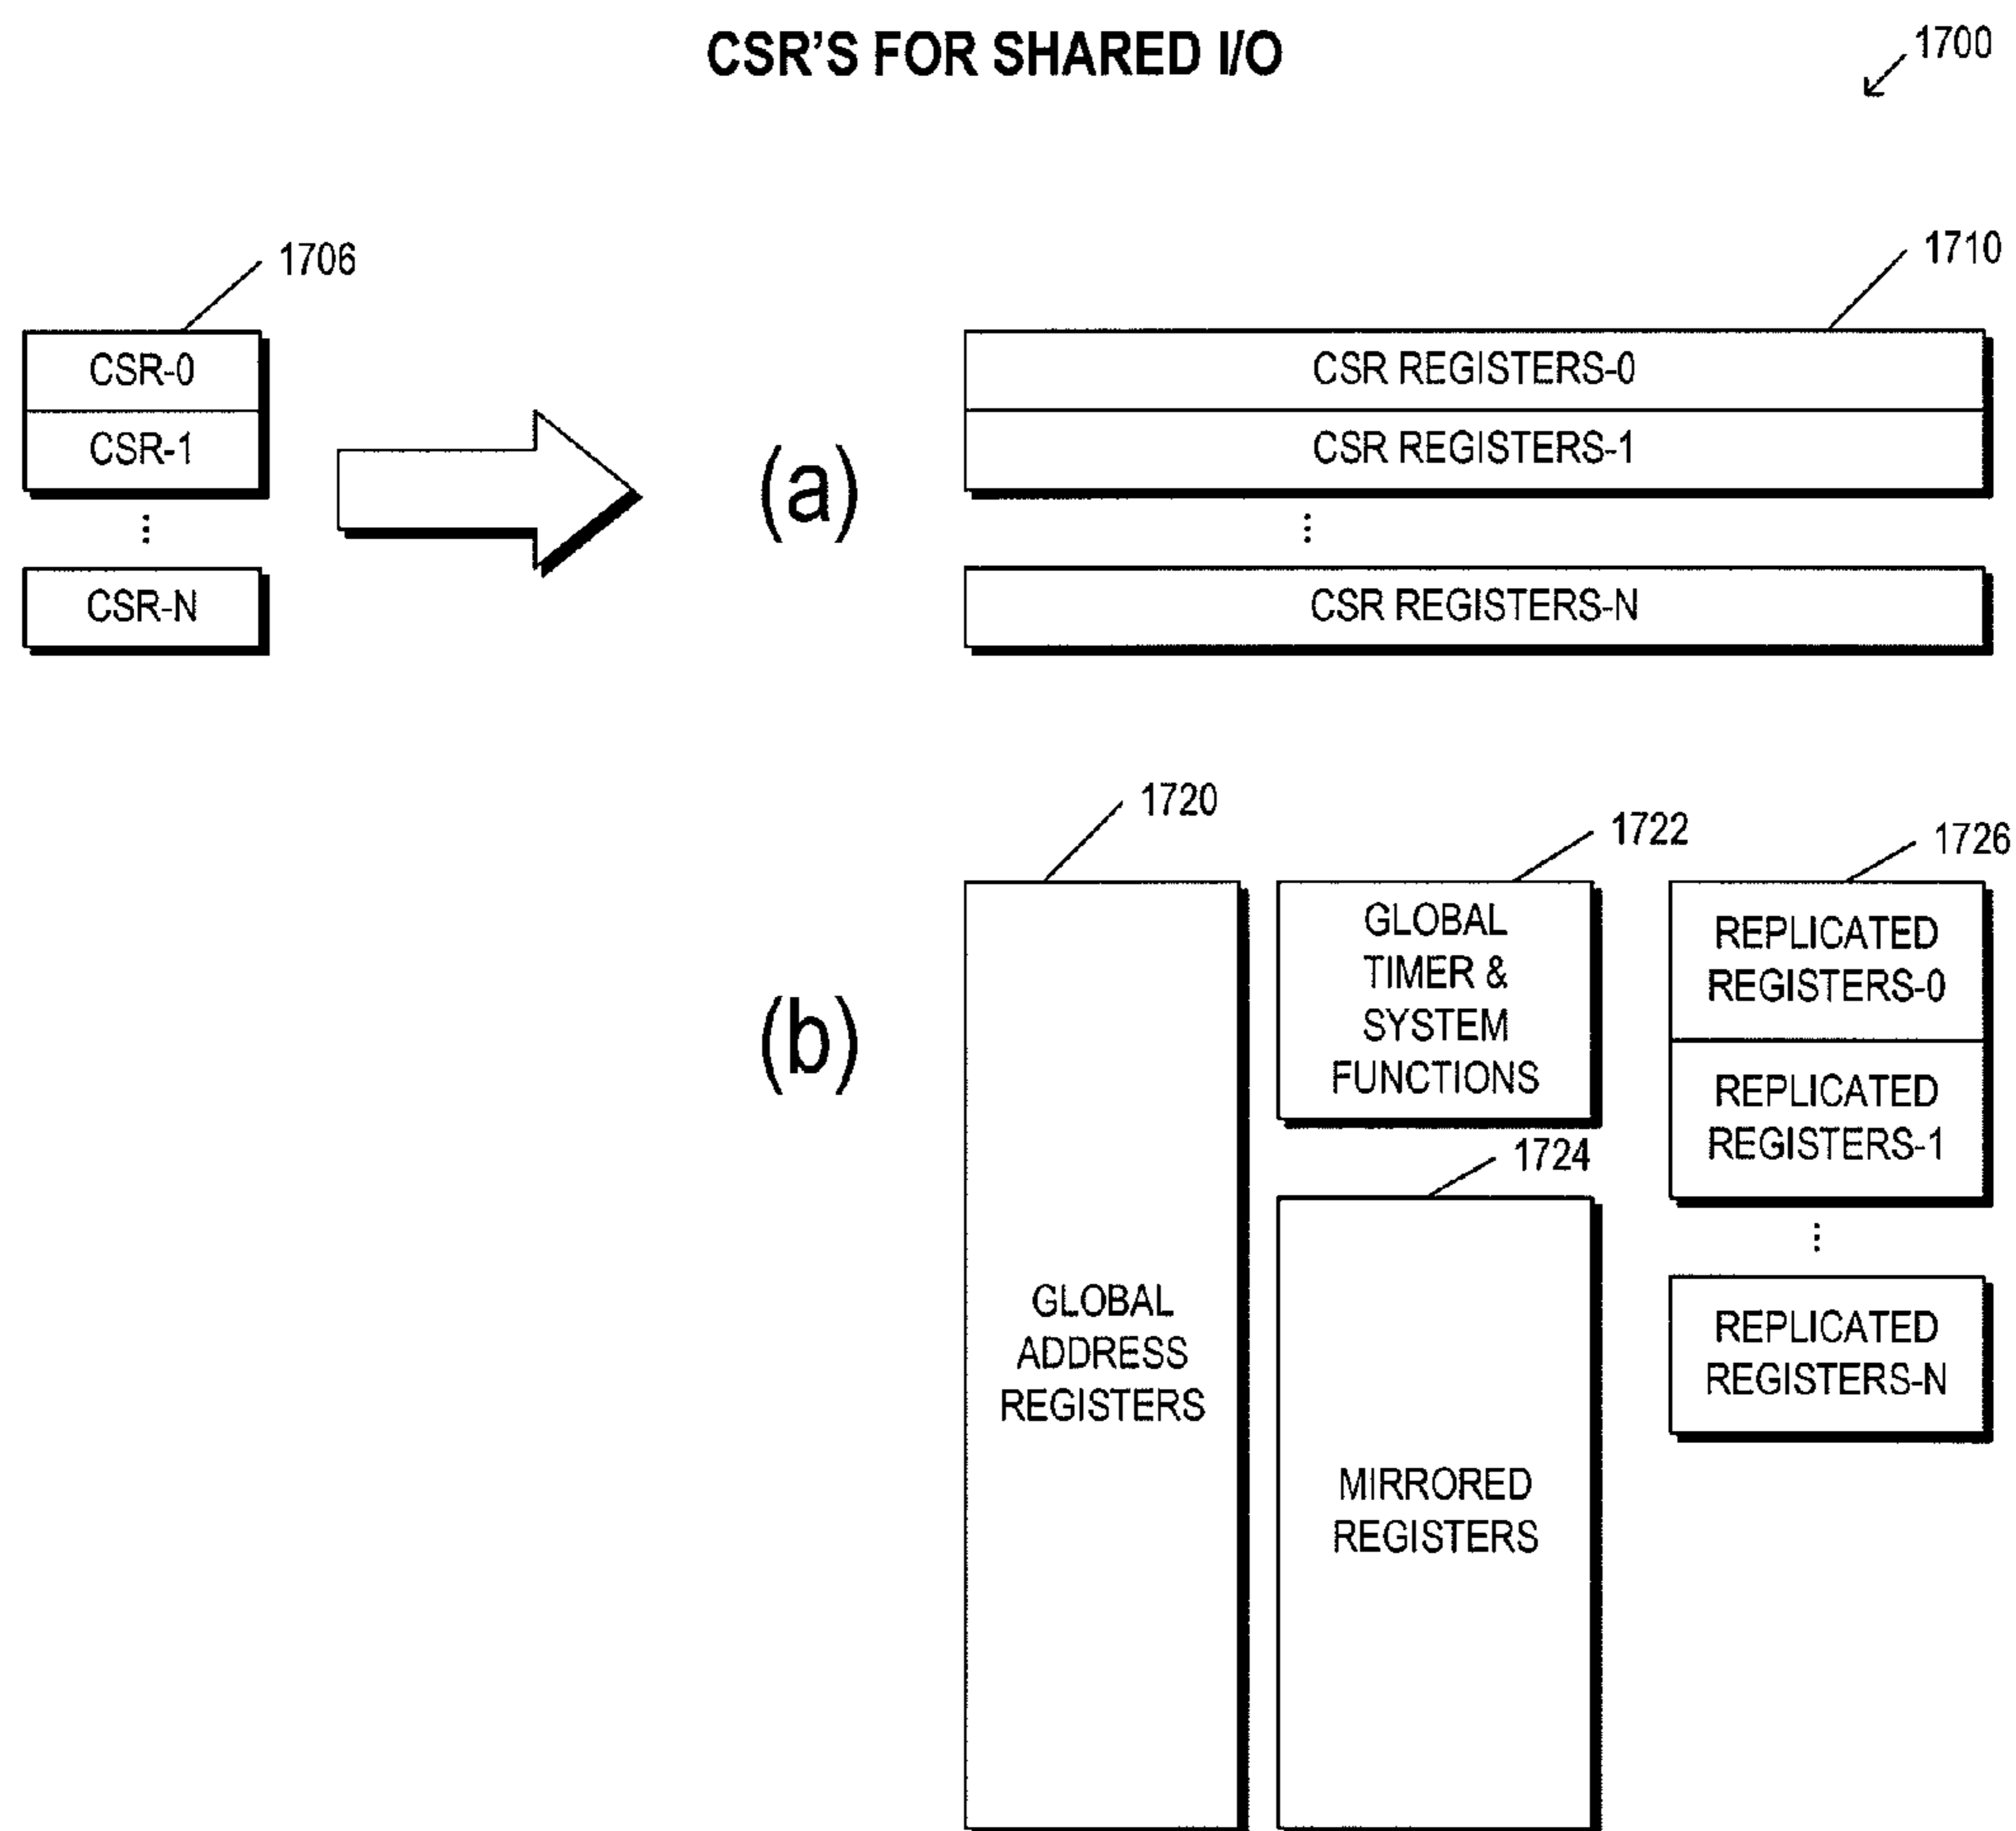 CSR'S FOR SHARED I/O
1700
1706
1710
CSR-0
CSR-1
⋮
CSR-N
(a)
CSR REGISTERS-0
CSR REGISTERS-1
⋮
CSR REGISTERS-N
(b)
1720
GLOBAL
ADDRESS
REGISTERS
1722
GLOBAL
TIMER &
SYSTEM
FUNCTIONS
1724
MIRRORED
REGISTERS
1726
REPLICATED
REGISTERS-0
REPLICATED
REGISTERS-1
⋮
REPLICATED
REGISTERS-N